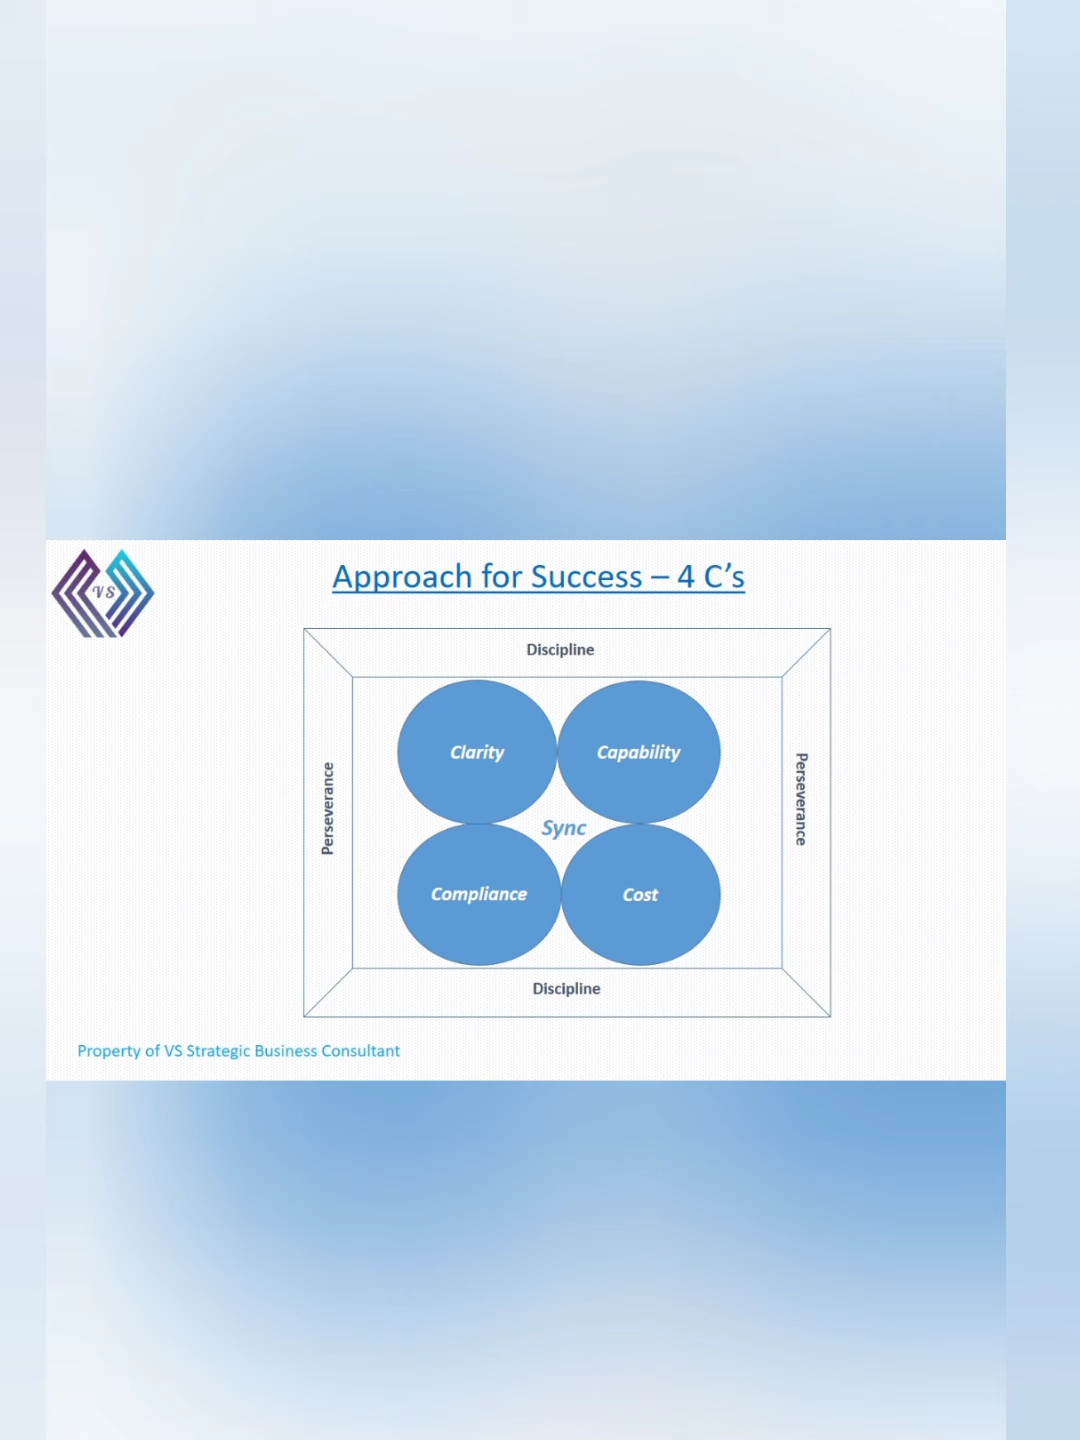 VS
Approach for Success – 4 C's
Discipline
Clarity
Capability
Perseverance
Perseverance
Sync
Compliance
Cost
Discipline
Property of VS Strategic Business Consultant